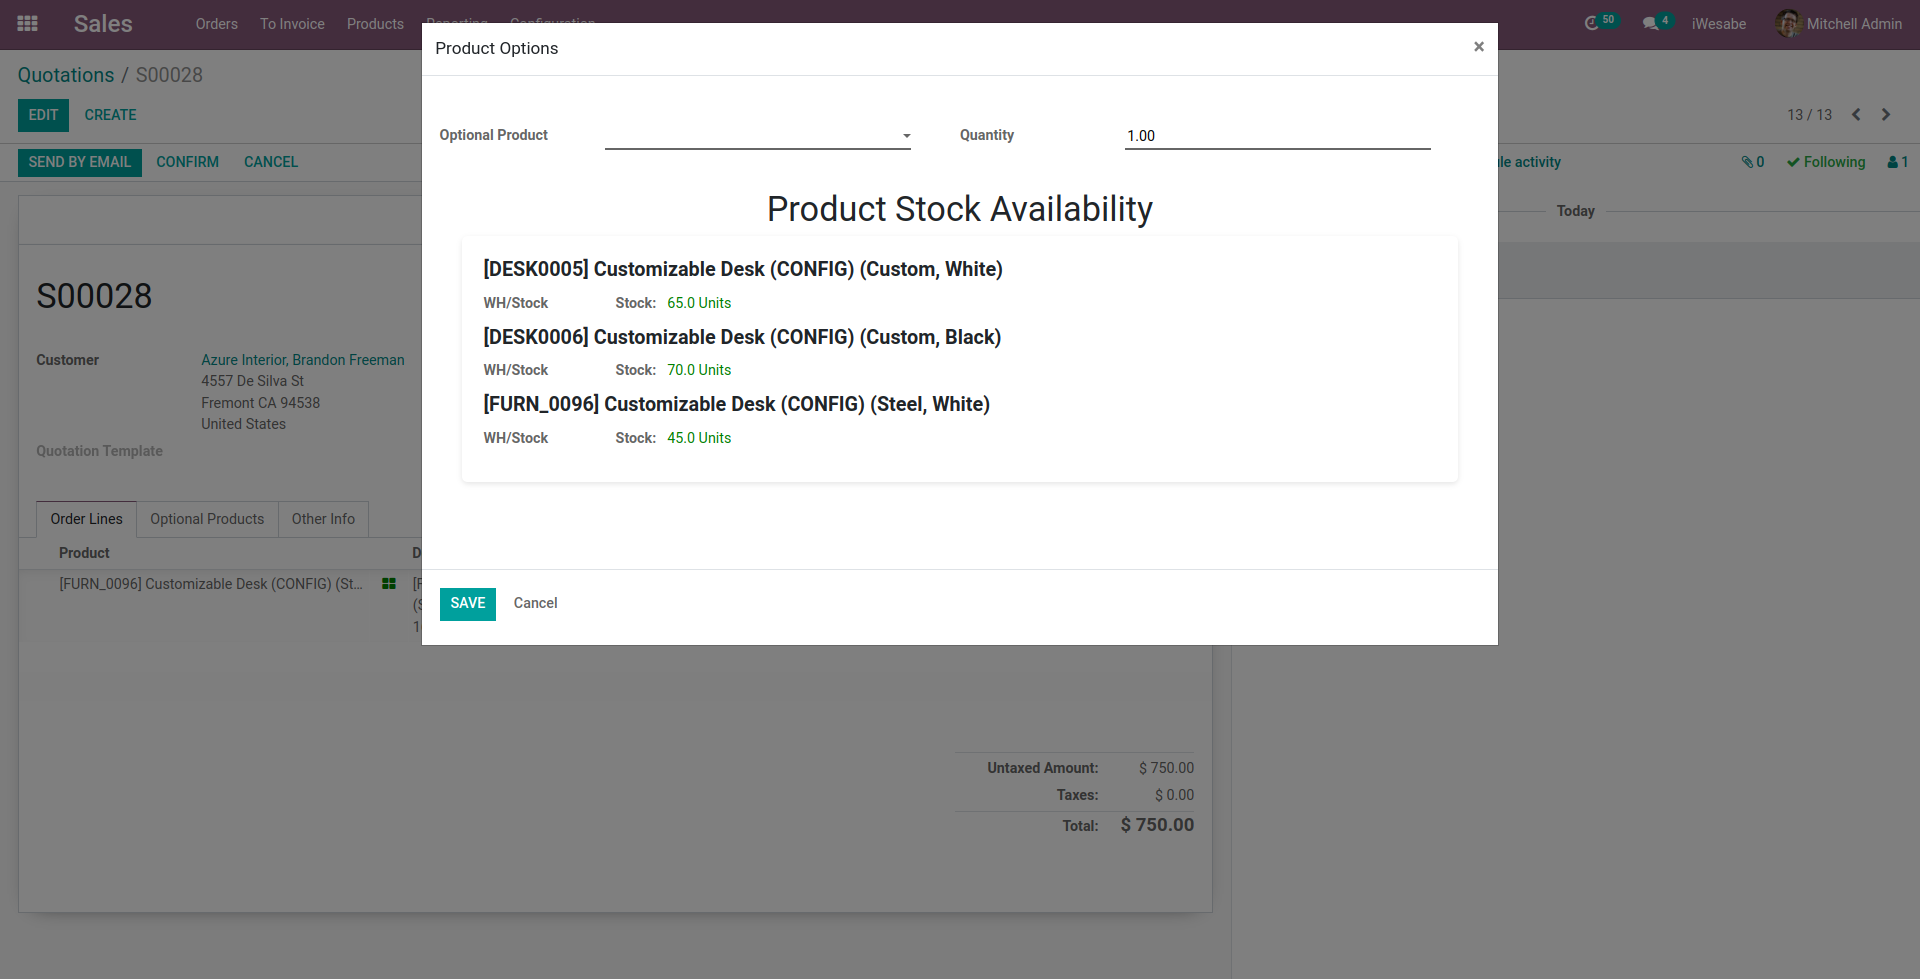 Sales Orders To Invoice Products Reporting Configuration 50 4 iWesabe Mitchell Admin
Product Options ×
Quotations / S00028
EDIT CREATE 13 / 13
Optional Product Quantity 1.00
SEND BY EMAIL CONFIRM CANCEL le activity 0 Following 1
Product Stock Availability
Today
[DESK0005] Customizable Desk (CONFIG) (Custom, White)
WH/Stock Stock: 65.0 Units
[DESK0006] Customizable Desk (CONFIG) (Custom, Black)
WH/Stock Stock: 70.0 Units
[FURN_0096] Customizable Desk (CONFIG) (Steel, White)
WH/Stock Stock: 45.0 Units
SAVE Cancel
S00028
Customer Azure Interior, Brandon Freeman
4557 De Silva St
Fremont CA 94538
United States
Quotation Template
Order Lines Optional Products Other Info
Product D
[FURN_0096] Customizable Desk (CONFIG) (St... [F
(S
1
Untaxed Amount: $ 750.00
Taxes: $ 0.00
Total: $ 750.00